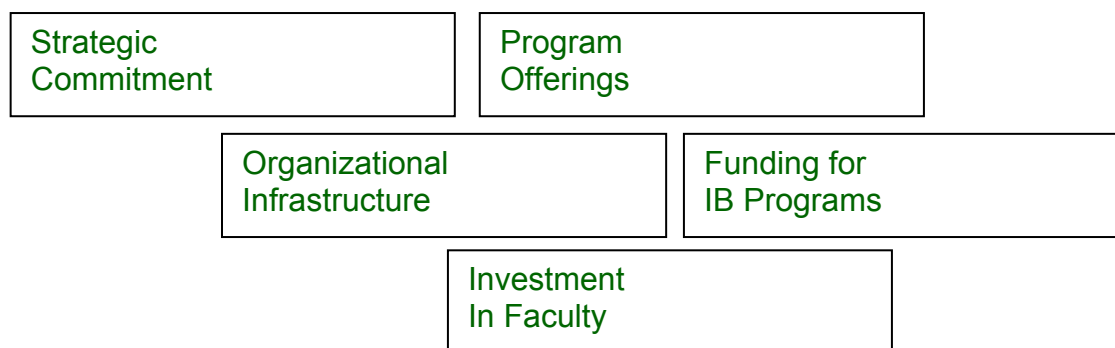 Strategic
Commitment
Program
Offerings
Organizational
Infrastructure
Funding for
IB Programs
Investment
In Faculty